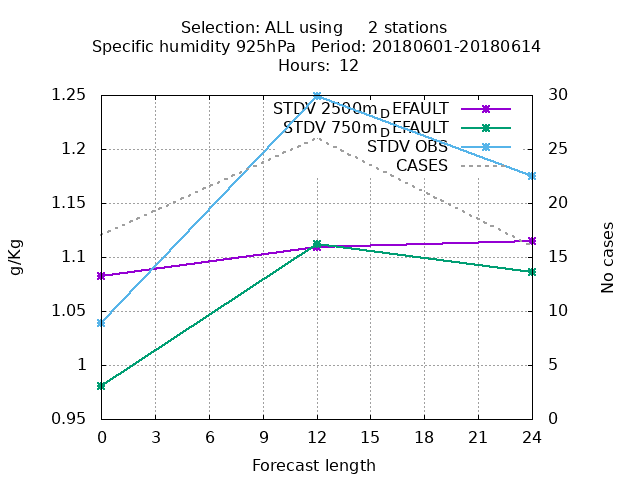 Selection: ALL using     2 stations
Specific humidity 925hPa   Period: 20180601-20180614
Hours: 12
1.25
1.2
1.15
1.1
1.05
1
0.95
g/Kg
STDV 2500m_DEFAULT
STDV 750m_DEFAULT
STDV OBS
CASES
30
25
20
15
10
5
0
No cases
0 3 6 9 12 15 18 21 24
Forecast length